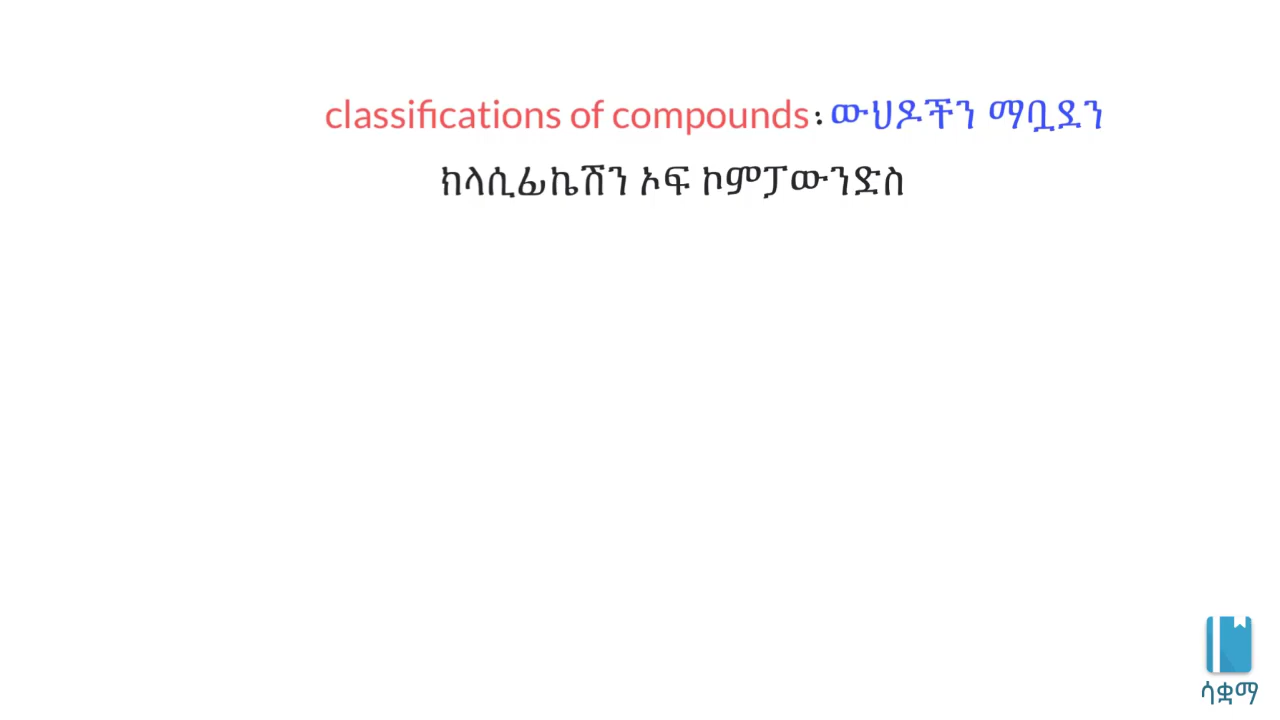 classifications of compounds፡ውህዶችን ማቧደን
ክላሲፊኬሽን ኦፍ ኮምፓውንድስ
ሳቋማ